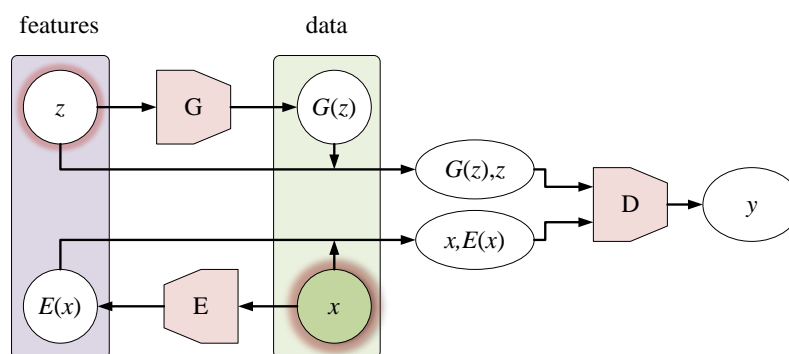 features
data
z
G
G(z)
G(z),z
D
y
x,E(x)
E(x)
E
x